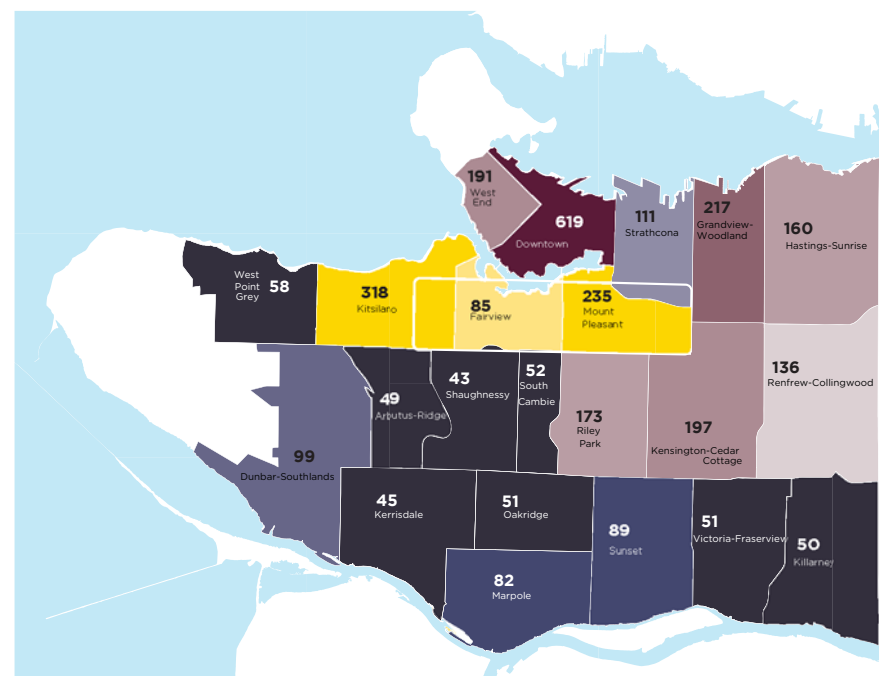 191
West
End
619
Downtown
111
Strathcona
217
Grandview-
Woodland
160
Hastings-Sunrise
West
Point
Grey
58
318
Kitsilano
85
Fairview
235
Mount
Pleasant
49
Arbutus-Ridge
43
Shaughnessy
52
South
Cambie
173
Riley
Park
197
Kensington-Cedar
Cottage
136
Renfrew-Collingwood
99
Dunbar-Southlands
45
Kerrisdale
51
Oakridge
89
Sunset
51
Victoria-Fraserview
50
Killarney
82
Marpole